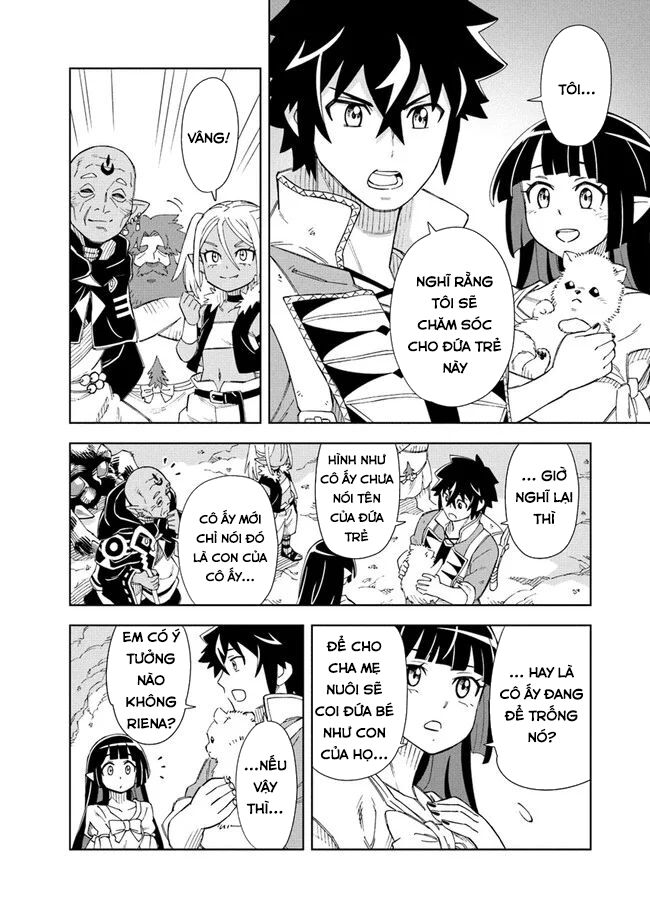 TÔI...
NGHĨ RẰNG
TÔI SẼ
CHĂM SÓC
CHO ĐỨA TRẺ
NÀY
VÂNG!
... GIỜ
NGHĨ LẠI
THÌ
HÌNH NHƯ
CÔ ẤY CHƯA
NÓI TÊN
CỦA ĐỨA
TRẺ
CÔ ẤY MỚI
CHỈ NÓI ĐÓ
LÀ CON CỦA
CÔ ẤY...
... HAY LÀ
CÔ ẤY ĐANG
ĐỂ TRỐNG
NÓ?
ĐỂ CHO
CHA MẸ
NUÔI SẼ
COI ĐỨA BÉ
NHƯ CON
CỦA HỌ...
...NẾU
VẬY
THÌ...
EM CÓ Ý
TƯỞNG
NÀO
KHÔNG
RIENA?